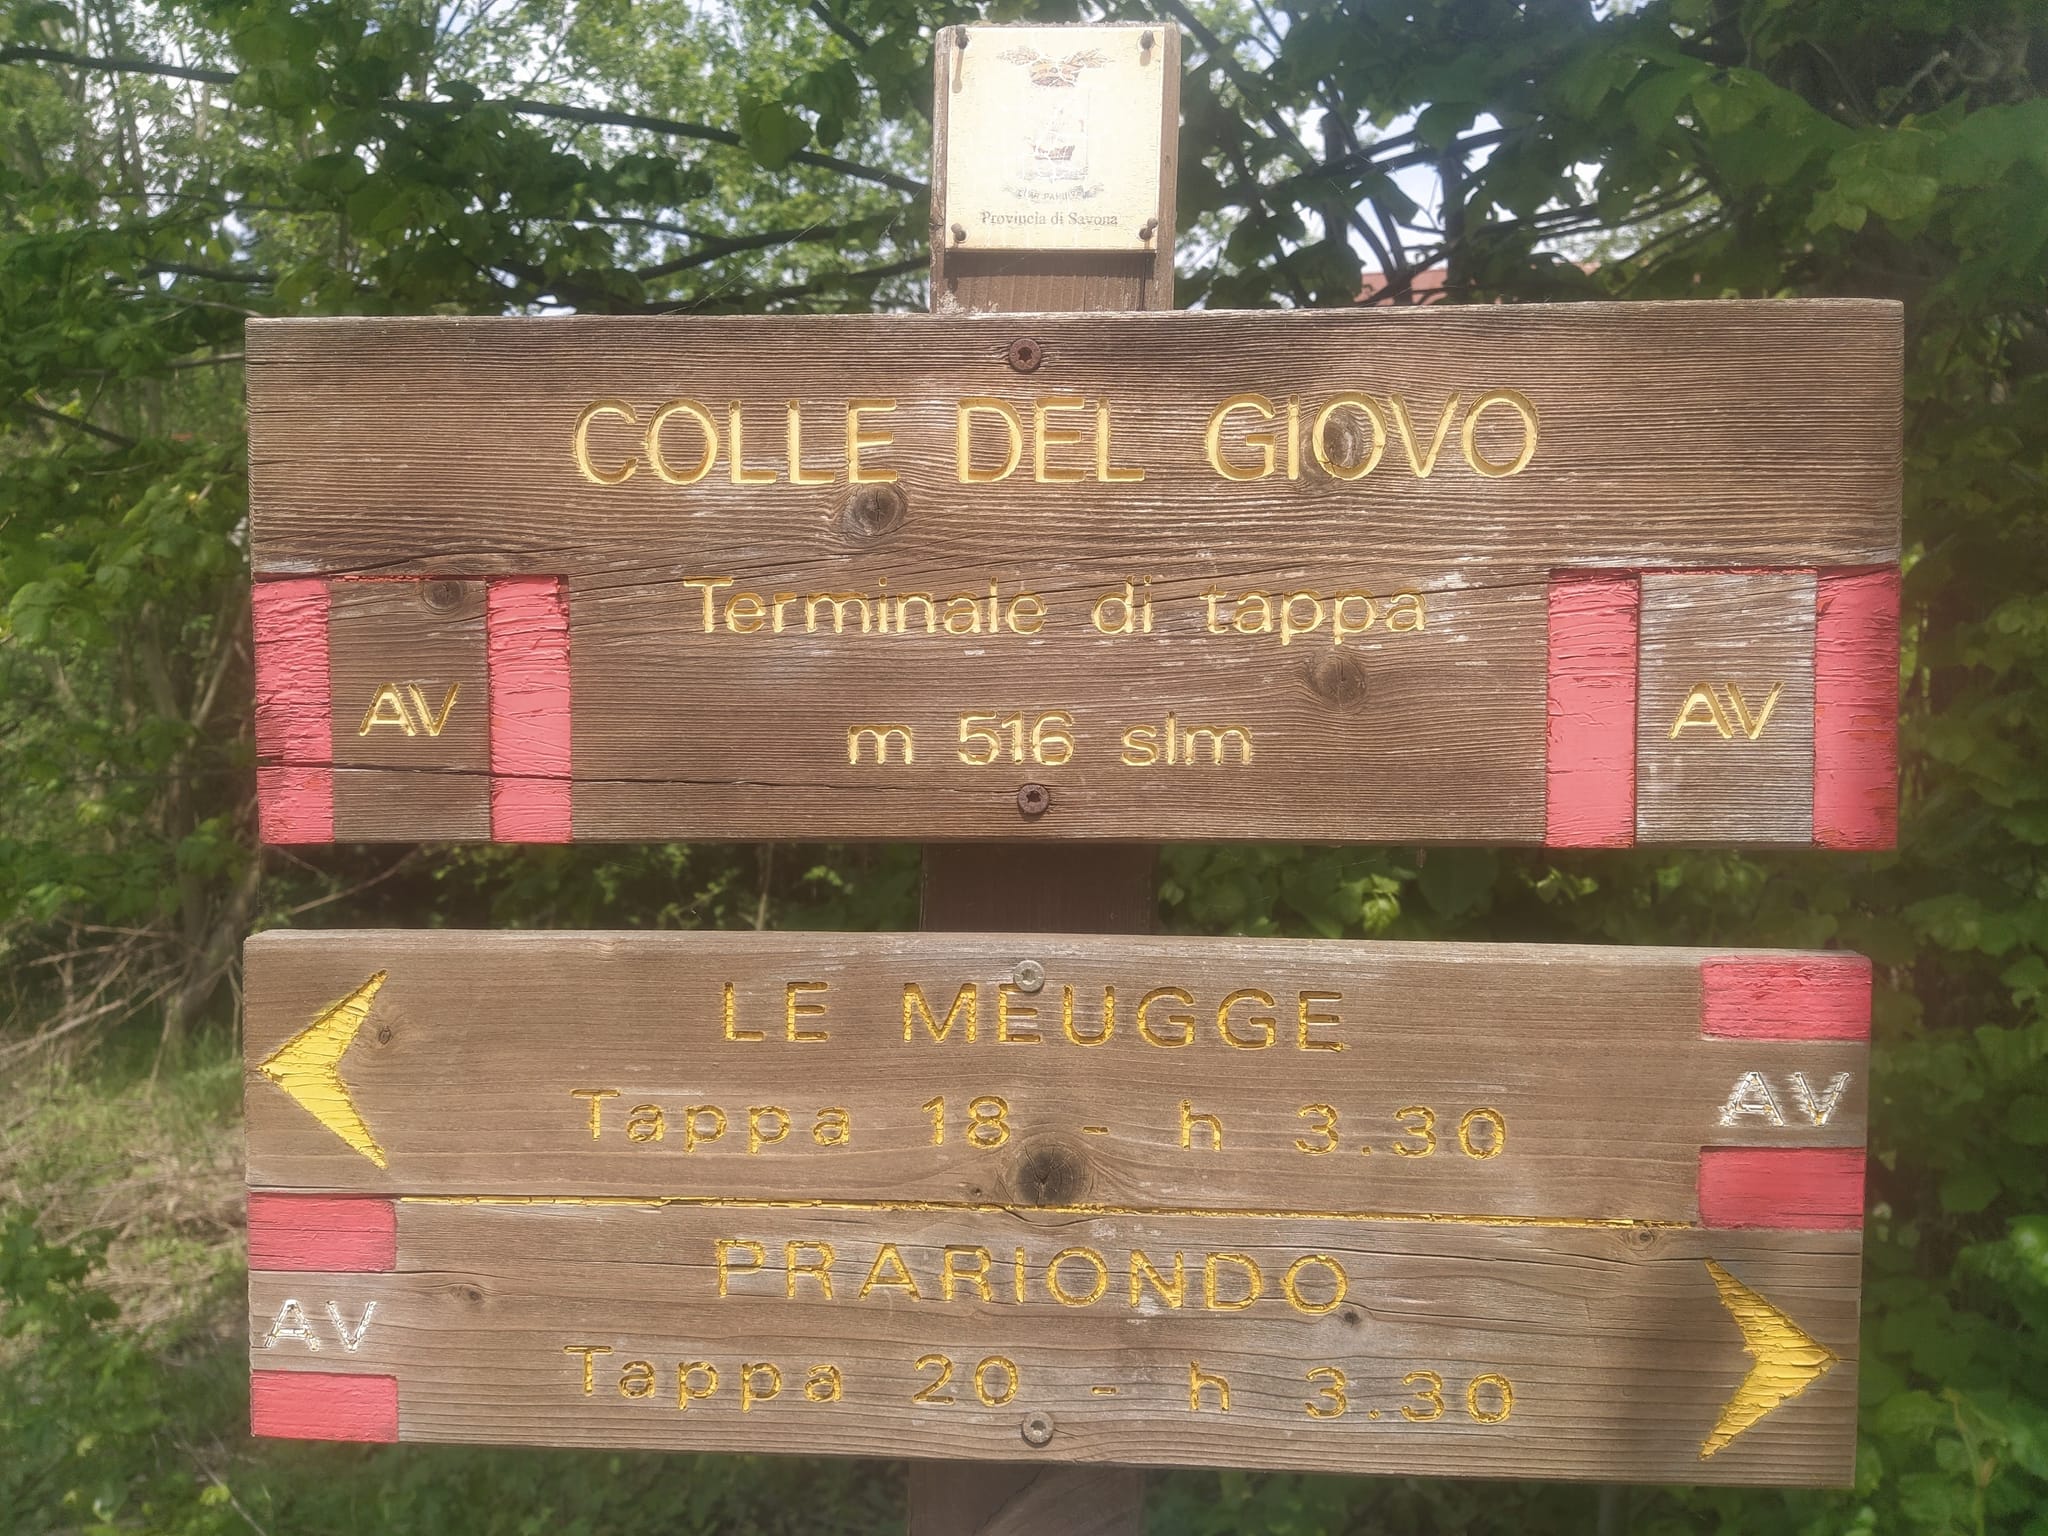 Provincia di Savona
COLLE DEL GIOVO
Terminale di tappa
AV
AV
m 516 slm
LE MEUGGE
AV
Tappa 18 - h 3.30
PRARIONDO
AV
Tappa 20 - h 3.30